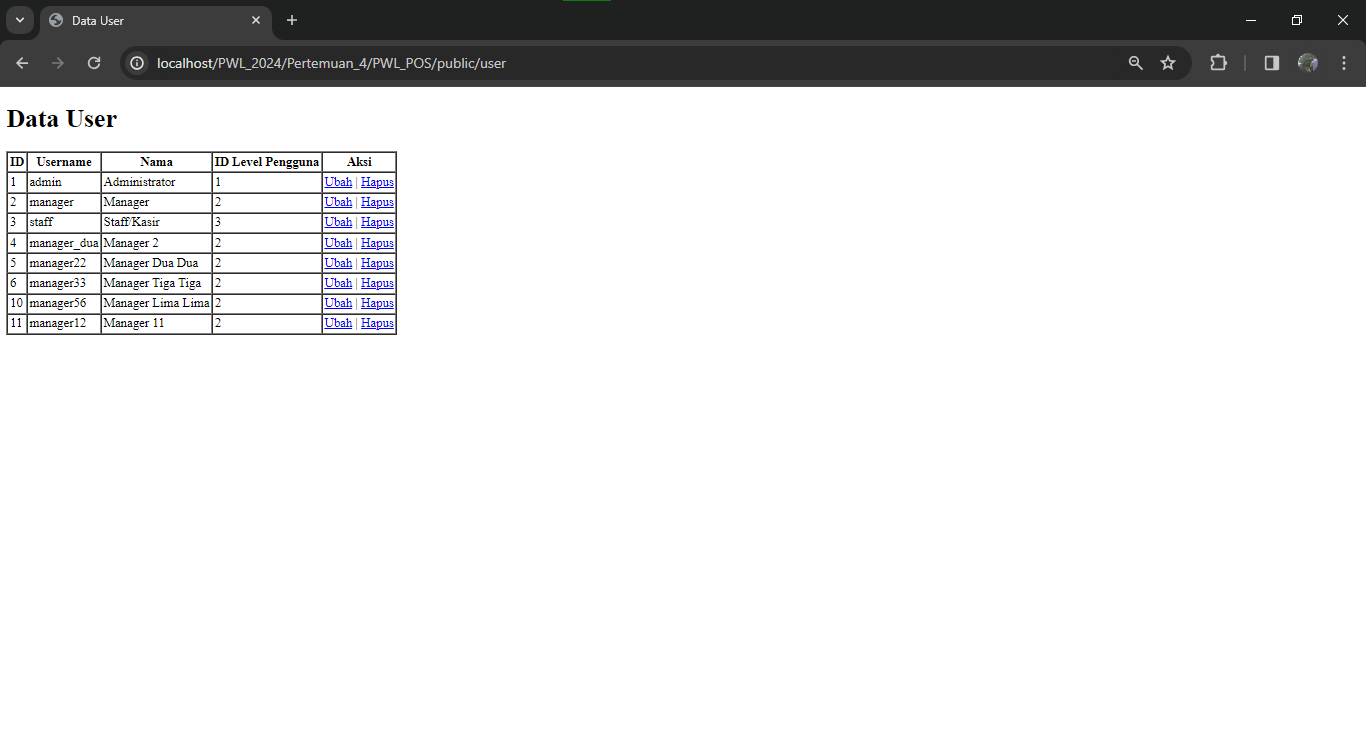 Data User
localhost/PWL_2024/Pertemuan_4/PWL_POS/public/user
Data User
ID Username Nama ID Level Pengguna Aksi
1 admin Administrator 1 Ubah | Hapus
2 manager Manager 2 Ubah | Hapus
3 staff Staff/Kasir 3 Ubah | Hapus
4 manager_dua Manager 2 2 Ubah | Hapus
5 manager22 Manager Dua Dua 2 Ubah | Hapus
6 manager33 Manager Tiga Tiga 2 Ubah | Hapus
10 manager56 Manager Lima Lima 2 Ubah | Hapus
11 manager12 Manager 11 2 Ubah | Hapus